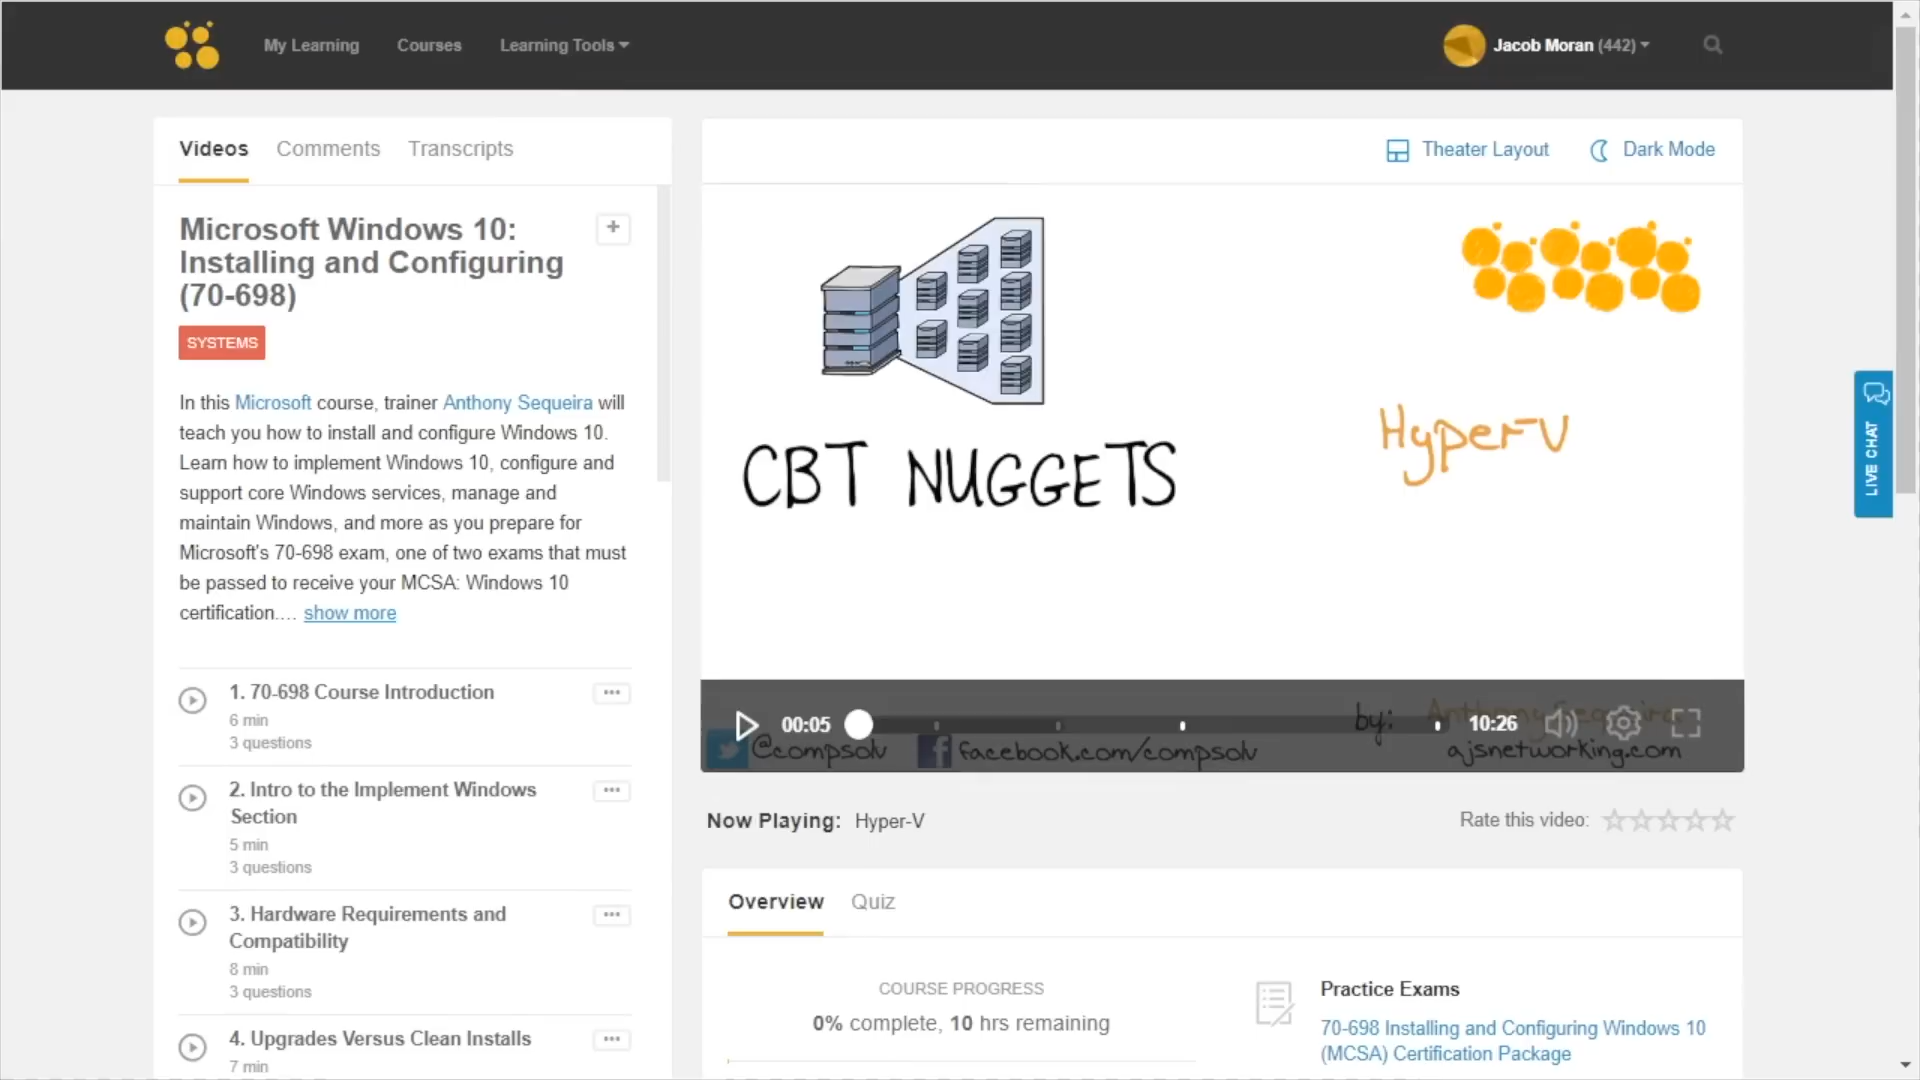 My Learning
Courses
Learning Tools
Jacob Moran (442)
Videos
Comments
Transcripts
Theater Layout
Dark Mode
Microsoft Windows 10:
Installing and Configuring
(70-698)
+
SYSTEMS
In this Microsoft course, trainer Anthony Sequeira will
teach you how to install and configure Windows 10.
Learn how to implement Windows 10, configure and
support core Windows services, manage and
maintain Windows, and more as you prepare for
Microsoft's 70-698 exam, one of two exams that must
be passed to receive your MCSA: Windows 10
certification.... show more
1. 70-698 Course Introduction
6 min
3 questions
2. Intro to the Implement Windows
Section
5 min
3 questions
3. Hardware Requirements and
Compatibility
8 min
3 questions
4. Upgrades Versus Clean Installs
7 min
CBT NUGGETS
Hyper-V
00:05
10:26
by: Anthony Sequeira
@compsolv
facebook.com/compsolv
ajsnetworking.com
LIVE CHAT
Now Playing: Hyper-V
Rate this video:
Overview
Quiz
COURSE PROGRESS
0% complete, 10 hrs remaining
Practice Exams
70-698 Installing and Configuring Windows 10
(MCSA) Certification Package